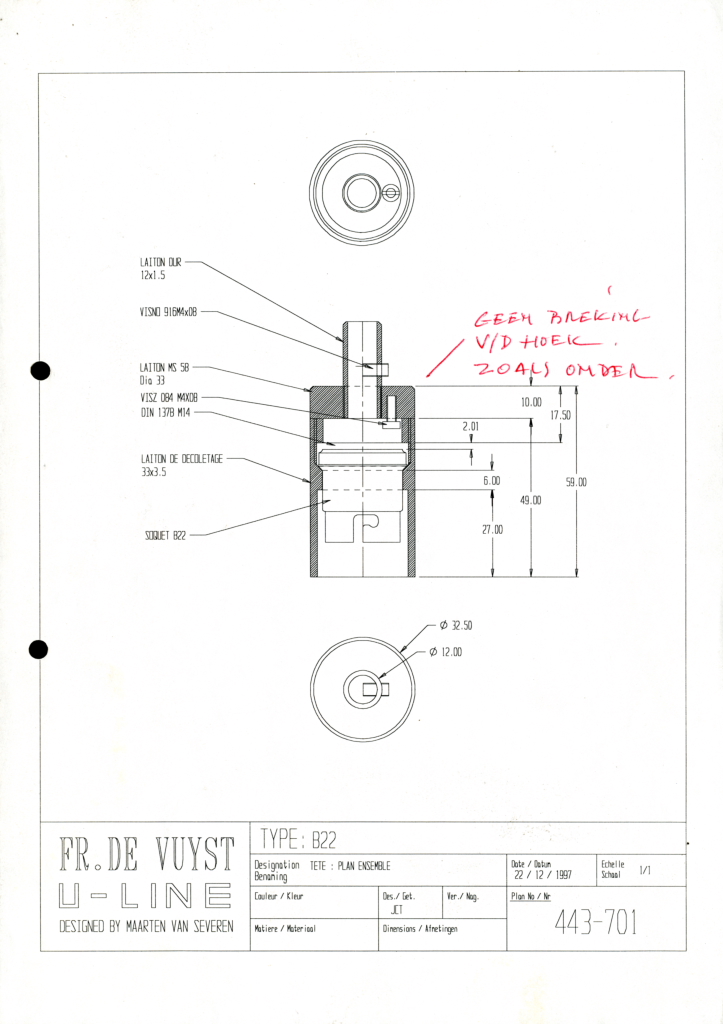 LAITON DUR
12x1.5
VISNO 916M4x08
GEEN BREKING
V/D HOEK.
ZOALS ONDER.
LAITON MS 58
Dia 33
VISZ 084 M4X08
DIN 137B M14
10.00
17.50
2.01
LAITON DE DECOLETAGE
33x3.5
6.00
59.00
49.00
27.00
SOQUET B22
Ø 32.50
Ø 12.00
FR.DE VUYST
U-LINE
DESIGNED BY MAARTEN VAN SEVEREN
TYPE: B22
Designation TETE : PLAN ENSEMBLE
Benaming
Date / Datum
22 / 12 / 1997
Echelle
Schaal 1/1
Couleur / Kleur
Des./ Get.
JCT
Ver./ Nag.
Plan No / Nr
443-701
Matiere / Materiaal
Dimensions / Afmetingen